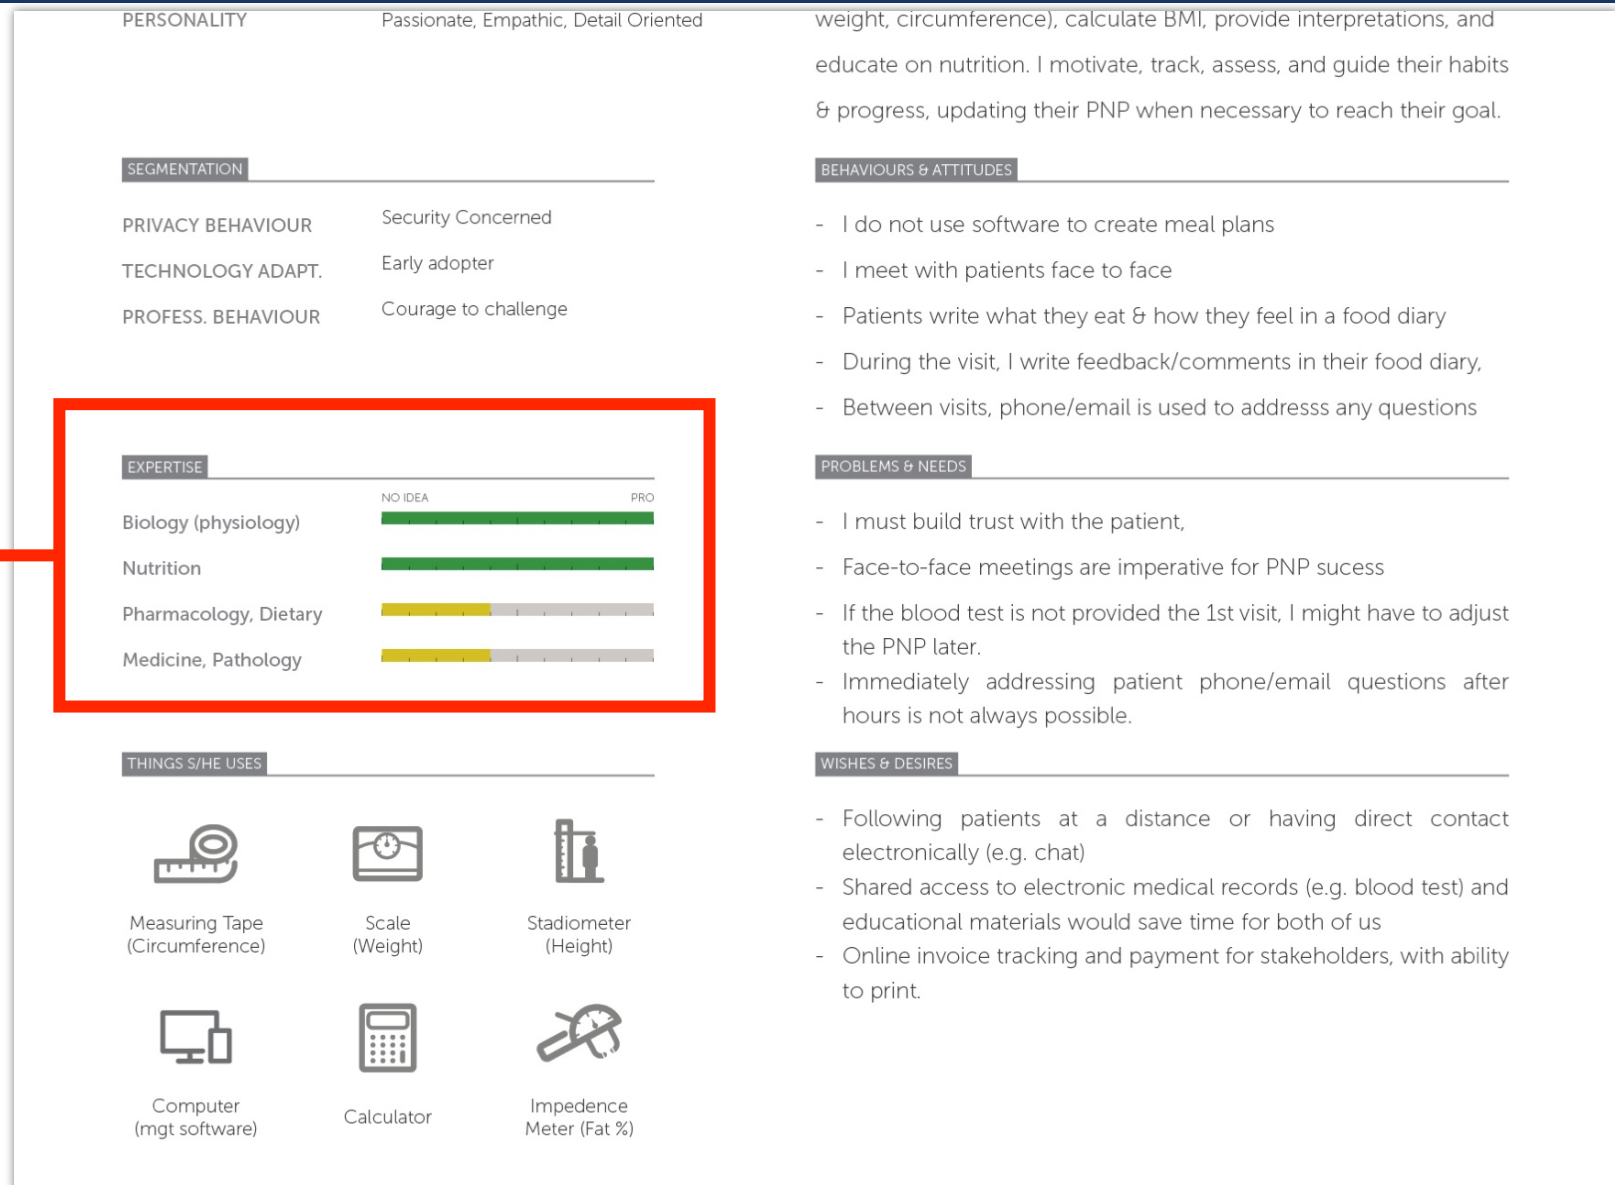 PERSONALITY
Passionate, Empathic, Detail Oriented
SEGMENTATION
PRIVACY BEHAVIOUR
Security Concerned
TECHNOLOGY ADAPT.
Early adopter
PROFESS. BEHAVIOUR
Courage to challenge
EXPERTISE
NO IDEA
PRO
Biology (physiology)
Nutrition
Pharmacology, Dietary
Medicine, Pathology
THINGS S/HE USES
Measuring Tape
(Circumference)
Scale
(Weight)
Stadiometer
(Height)
Computer
(mgt software)
Calculator
Impedence
Meter (Fat %)
weight, circumference), calculate BMI, provide interpretations, and
educate on nutrition. I motivate, track, assess, and guide their habits
& progress, updating their PNP when necessary to reach their goal.
BEHAVIOURS & ATTITUDES
- I do not use software to create meal plans
- I meet with patients face to face
- Patients write what they eat & how they feel in a food diary
- During the visit, I write feedback/comments in their food diary,
- Between visits, phone/email is used to addresss any questions
PROBLEMS & NEEDS
- I must build trust with the patient,
- Face-to-face meetings are imperative for PNP sucess
- If the blood test is not provided the 1st visit, I might have to adjust
the PNP later.
- Immediately addressing patient phone/email questions after
hours is not always possible.
WISHES & DESIRES
- Following patients at a distance or having direct contact
electronically (e.g. chat)
- Shared access to electronic medical records (e.g. blood test) and
educational materials would save time for both of us
- Online invoice tracking and payment for stakeholders, with ability
to print.